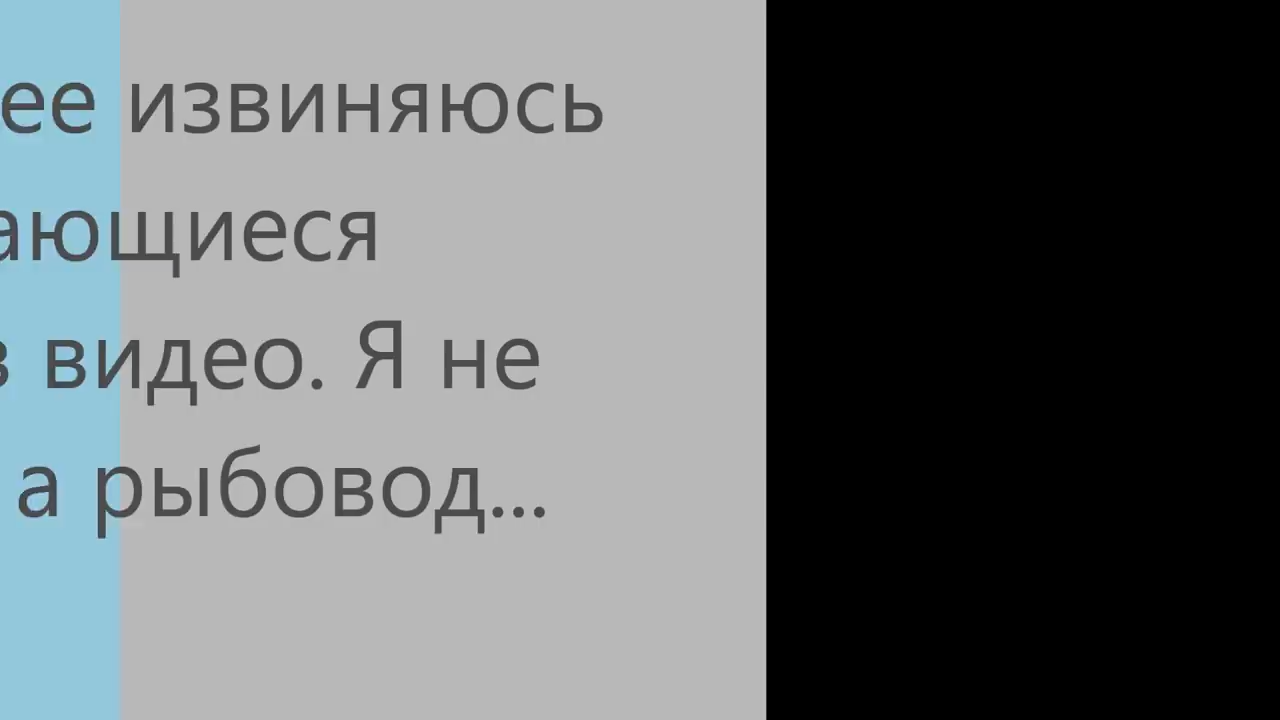 ее извиняюсь
ающиеся
в видео. Я не
а рыбовод...